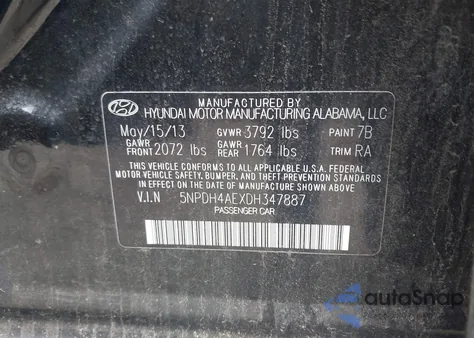 MANUFACTURED BY
HYUNDAI MOTOR MANUFACTURING ALABAMA, LLC
May/15/13 GVWR 3792 lbs PAINT 7B
GAWR FRONT 2072 lbs GAWR REAR 1764 lbs TRIM RA
THIS VEHICLE CONFORMS TO ALL APPLICABLE U.S.A FEDERAL
MOTOR VEHICLE SAFETY, BUMPER, AND THEFT PREVENTION STANDARDS
IN EFFECT ON THE DATE OF MANUFACTURE SHOWN ABOVE.
V.I.N 5NPDH4AEXDH347887
PASSENGER CAR
autoSnap